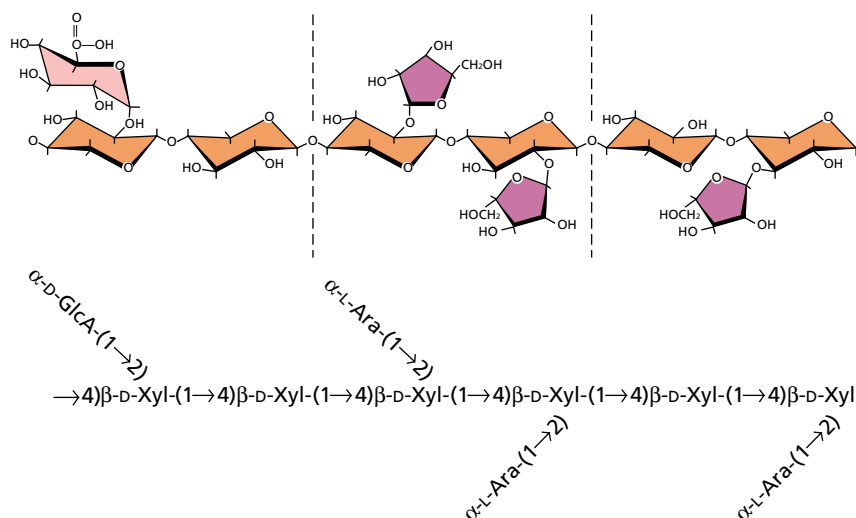 O
HO O OH OH
O CH₂OH
HO HO
HO OH O
HO HO O O HO O
OH O OH
O O O O O O O
OH OH
O O O
HO HO HO O O OH
O O
HOCH₂ HOCH₂
HO OH HO OH
HO HO
α-D-GlcA-(1→2) α-L-Ara-(1→2)
→4)β-D-Xyl-(1→4)β-D-Xyl-(1→4)β-D-Xyl-(1→4)β-D-Xyl-(1→4)β-D-Xyl-(1→4)β-D-Xyl
α-L-Ara-(1→2) α-L-Ara-(1→2)